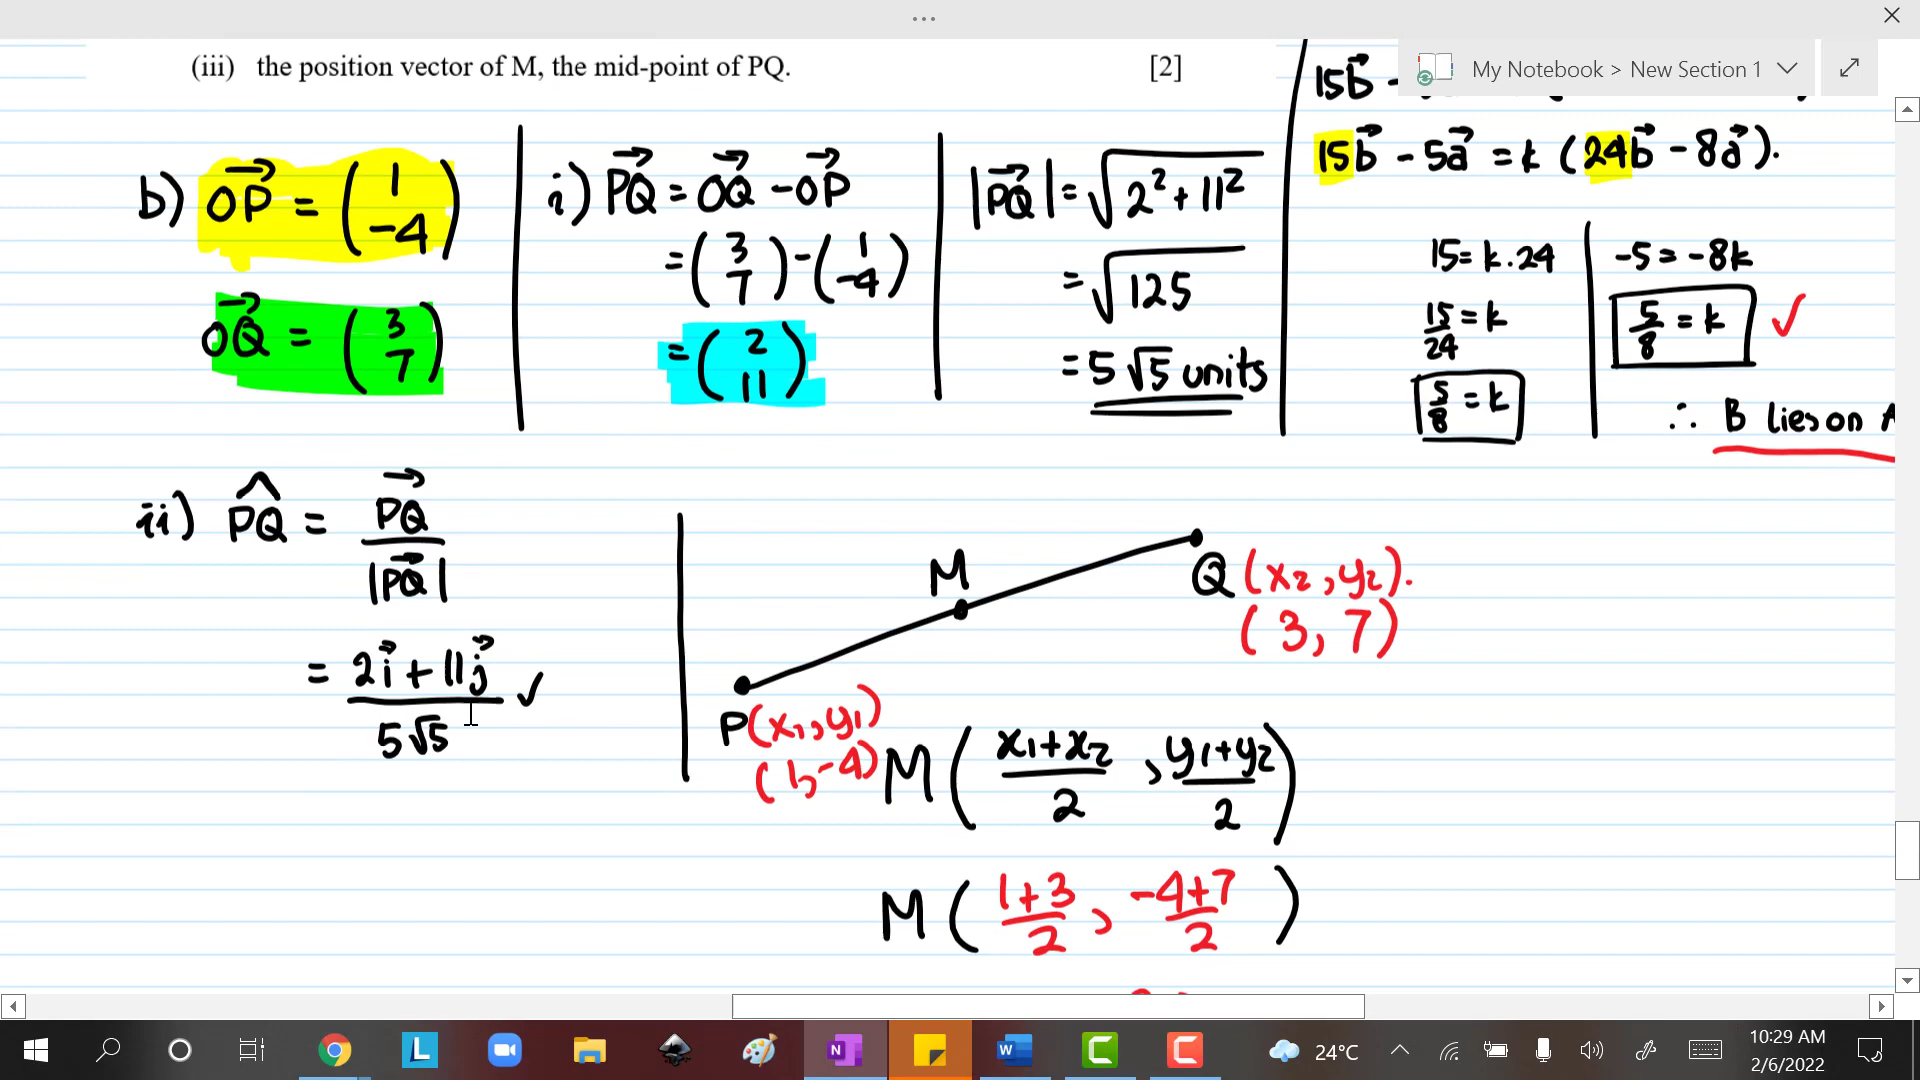 (iii) the position vector of M, the mid-point of PQ. [2]
My Notebook > New Section 1
15b -
15b - 5a = k (24b - 8a).
b) OP = (1 -4)
OQ = (3 7)
i) PQ = OQ - OP
= (3 7) - (1 -4)
= (2 11)
|PQ| = √2² + 11²
= √125
= 5√5 units
15 = k.24
15/24 = k
5/8 = k
-5 = -8k
5/8 = k ✓
∴ B lies on A
ii) PQ = PQ/|PQ|
= 2i + 11j / 5√5 ✓
M
Q (x2, y2).
(3, 7)
P (x1, y1)
(1, -4)
M (x1+x2/2, y1+y2/2)
M (1+3/2, -4+7/2)
L
N
W
24°C
10:29 AM
2/6/2022